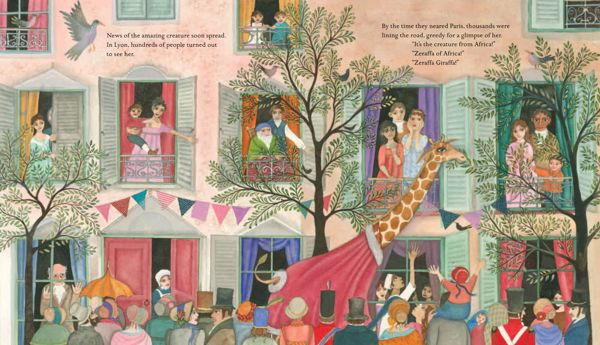 News of the amazing creature soon spread.
In Lyon, hundreds of people turned out
to see her.
By the time they neared Paris, thousands were
lining the road, greedy for a glimpse of her.
"It's the creature from Africa!"
"Zeraffa of Africa!"
"Zeraffa Giraffa!"